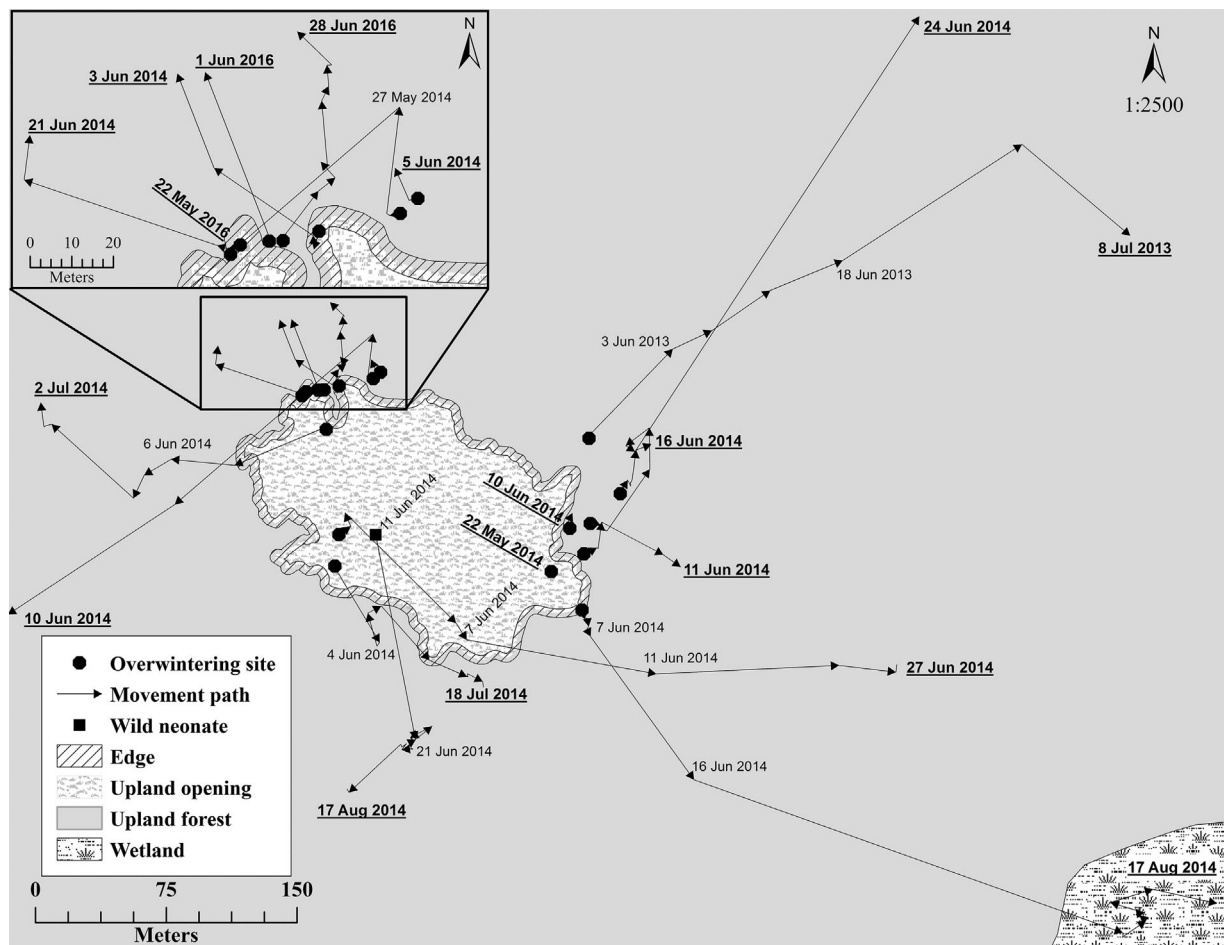 28 Jun 2016
N
24 Jun 2014
N
1:2500
1 Jun 2016
3 Jun 2014
27 May 2014
21 Jun 2014
5 Jun 2014
22 May 2016
0 10 20
Meters
8 Jul 2013
18 Jun 2013
3 Jun 2013
2 Jul 2014
6 Jun 2014
16 Jun 2014
10 Jun 2014
11 Jun 2014
22 May 2014
11 Jun 2014
10 Jun 2014
7 Jun 2014
7 Jun 2014
4 Jun 2014
11 Jun 2014
27 Jun 2014
18 Jul 2014
21 Jun 2014
16 Jun 2014
17 Aug 2014
17 Aug 2014
Overwintering site
Movement path
Wild neonate
Edge
Upland opening
Upland forest
Wetland
0 75 150
Meters